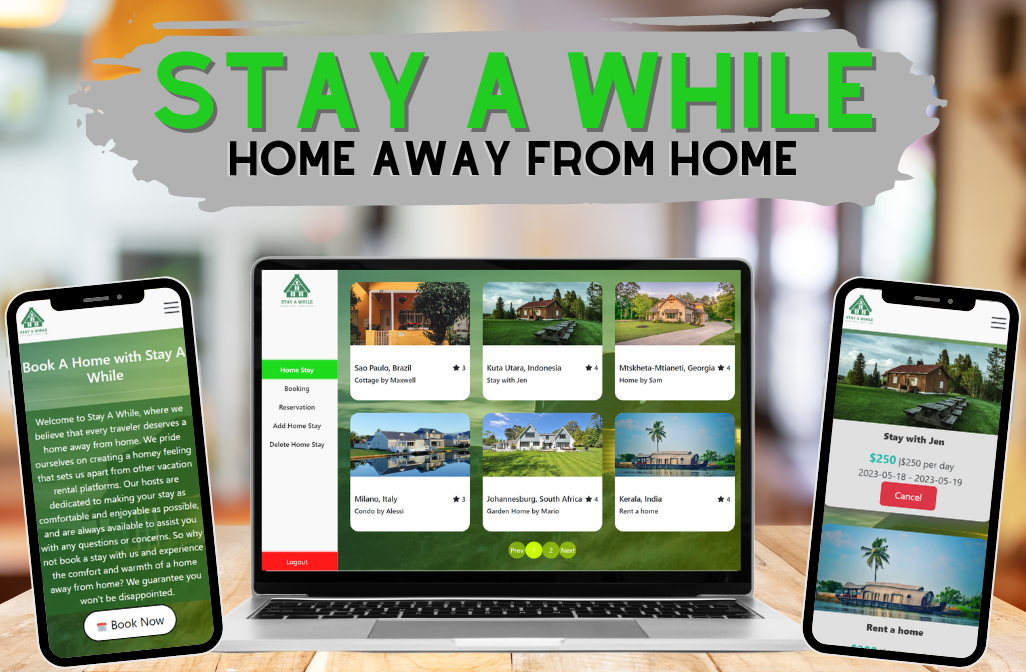 STAY A WHILE
HOME AWAY FROM HOME
STAY A WHILE
Book A Home with Stay A
While
Welcome to Stay A While, where we
believe that every traveler deserves a
home away from home. We pride
ourselves on creating a homey feeling
that sets us apart from other vacation
rental platforms. Our hosts are
dedicated to making your stay as
comfortable and enjoyable as possible,
and are always available to assist you
with any questions or concerns. So why
not book a stay with us and experience
the comfort and warmth of a home
away from home? We guarantee you
won't be disappointed.
Book Now
STAY A WHILE
Home Stay
Booking
Reservation
Add Home Stay
Delete Home Stay
Logout
Sao Paulo, Brazil ★ 3
Cottage by Maxwell
Kuta Utara, Indonesia ★ 4
Stay with Jen
Mtskheta-Mtianeti, Georgia ★ 4
Home by Sam
Milano, Italy ★ 3
Condo by Alessi
Johannesburg, South Africa ★ 4
Garden Home by Mario
Kerala, India ★ 4
Rent a home
Prev 1 2 Next
STAY A WHILE
Stay with Jen
$250 |$250 per day
2023-05-18 - 2023-05-19
Cancel
Rent a home